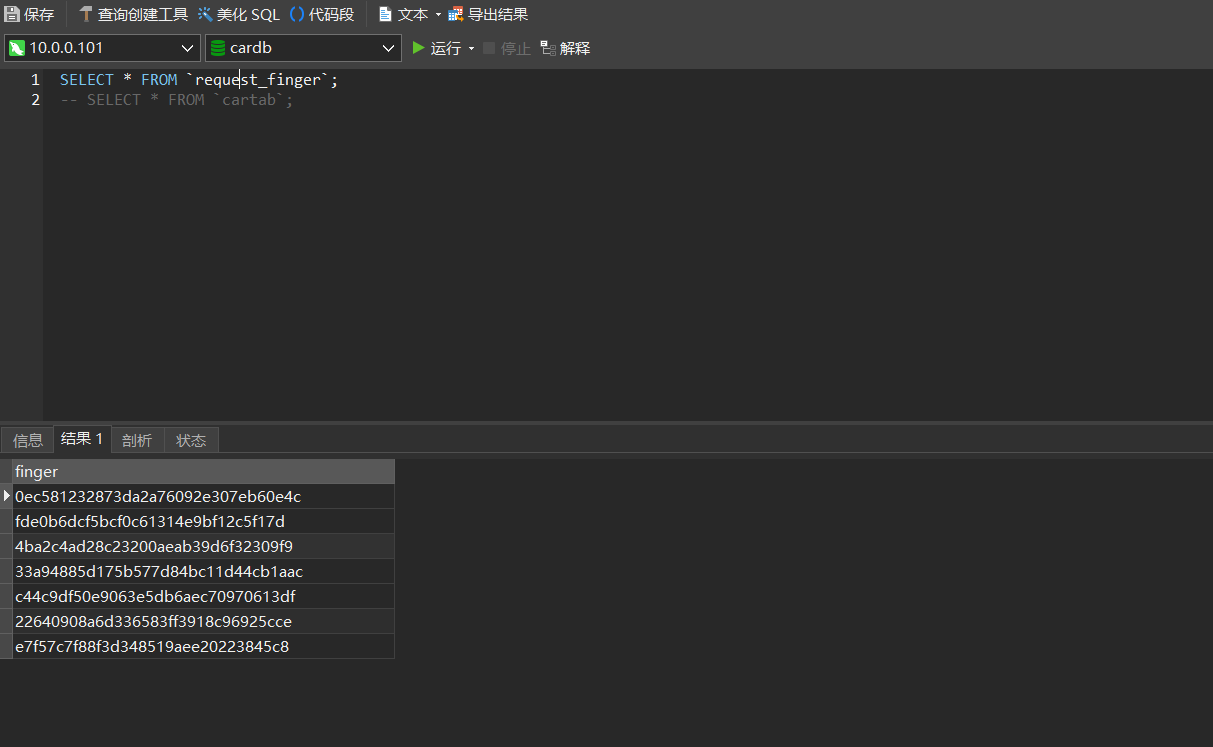 保存 查询创建工具 美化 SQL 代码段 文本 导出结果
10.0.0.101 cardb 运行 停止 解释
1 SELECT * FROM `request_finger`;
2 -- SELECT * FROM `cartab`;
信息 结果 1 剖析 状态
finger
0ec581232873da2a76092e307eb60e4c
fde0b6dcf5bcf0c61314e9bf12c5f17d
4ba2c4ad28c23200aeab39d6f32309f9
33a94885d175b577d84bc11d44cb1aac
c44c9df50e9063e5db6aec70970613df
22640908a6d336583ff3918c96925cce
e7f57c7f88f3d348519aee20223845c8